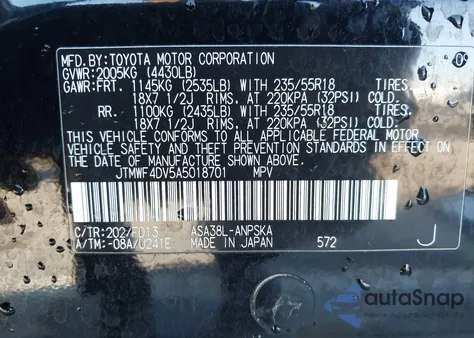 MFD.BY:TOYOTA MOTOR CORPORATION
GVWR:2005KG (4430LB)
GAWR:FRT. 1145KG (2535LB) WITH 235/55R18 TIRES,
18X7 1/2J RIMS, AT 220KPA (32PSI) COLD.
RR. 1100KG (2435LB) WITH 235/55R18 TIRES,
18X7 1/2J RIMS, AT 220KPA (32PSI) COLD.
THIS VEHICLE CONFORMS TO ALL APPLICABLE FEDERAL MOTOR
VEHICLE SAFETY AND THEFT PREVENTION STANDARDS IN EFFECT
ON THE DATE OF MANUFACTURE SHOWN ABOVE.
JTMWF4DV5A5018701 MPV
C/TR:202/FD13 ASA38L-ANPSKA
A/TM:-08A/U241E MADE IN JAPAN 572 J
autoSnap